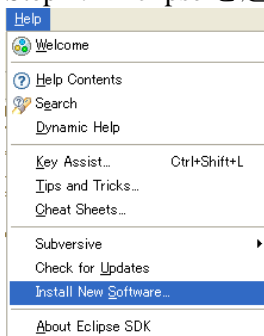 Help
Welcome
Help Contents
Search
Dynamic Help
Key Assist... Ctrl+Shift+L
Tips and Tricks...
Cheat Sheets...
Subversive
Check for Updates
Install New Software...
About Eclipse SDK